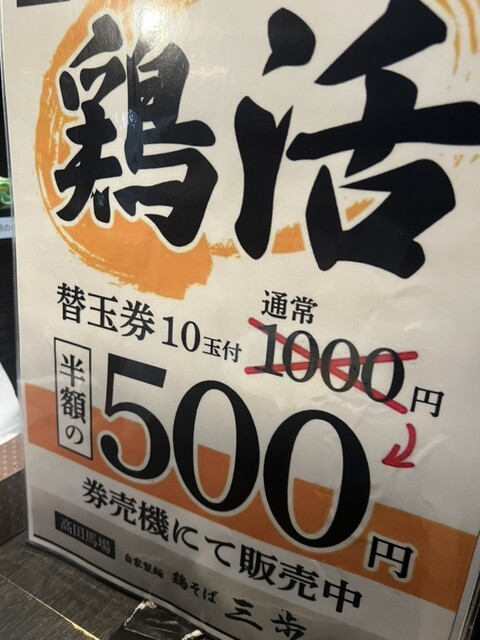 鶏活
替玉券10玉付
通常
1000円
半額の
500円
券売機にて販売中
高田馬場
自家製麺 鶏そば 三歩